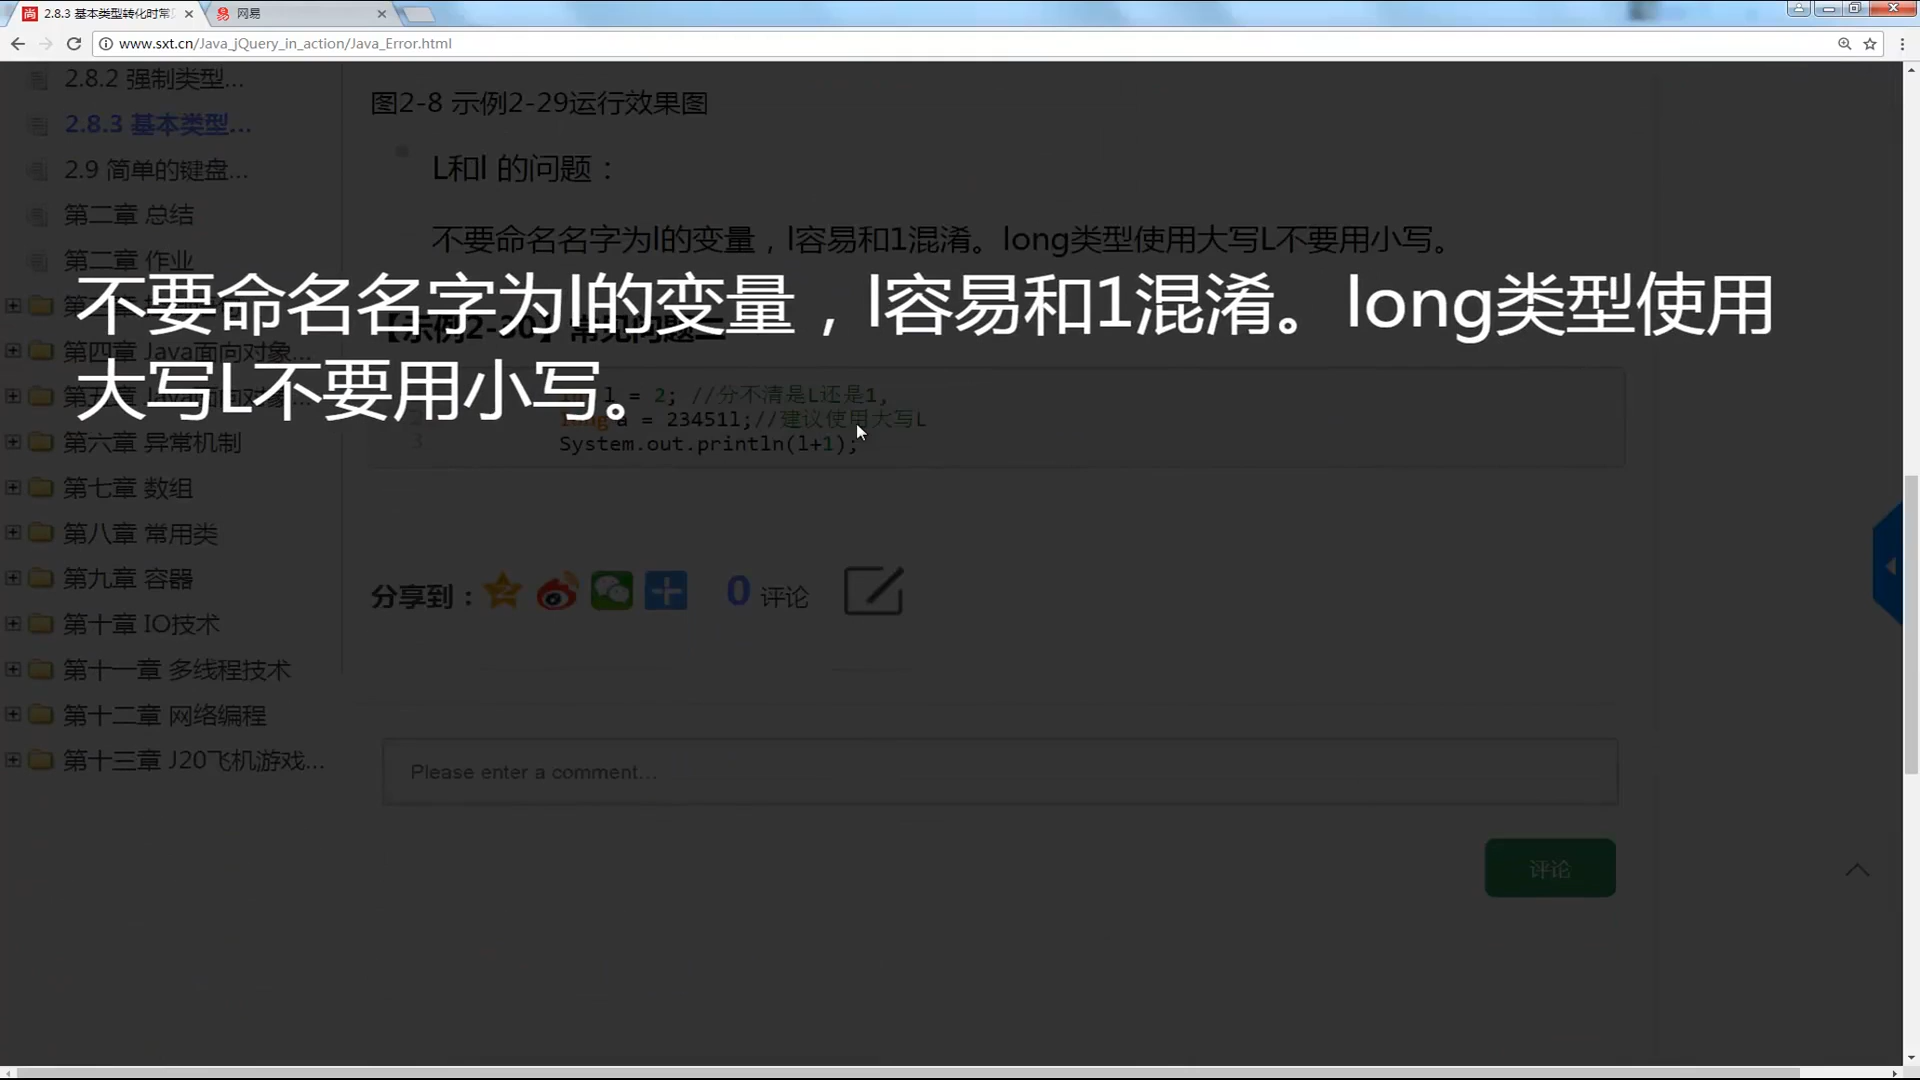 2.8.3 基本类型转化时常
网易
www.sxt.cn/Java_jQuery_in_action/Java_Error.html
2.8.2 强制类型...
2.8.3 基本类型...
2.9 简单的键盘...
第二章 总结
第二章 作业
第四章 Java面向对象...
第六章 异常机制
第七章 数组
第八章 常用类
第九章 容器
第十章 IO技术
第十一章 多线程技术
第十二章 网络编程
第十三章 J20飞机游戏...
图2-8 示例2-29运行效果图
L和l 的问题：
不要命名名字为l的变量，l容易和1混淆。long类型使用大写L不要用小写。
不要命名名字为l的变量，l容易和1混淆。long类型使用
大写L不要用小写。
【示例2-30】常见问题二
l = 2; //分不清是L还是1,
long a = 23451l;//建议使用大写L
3 System.out.println(l+1);
分享到：
0 评论
Please enter a comment...
评论